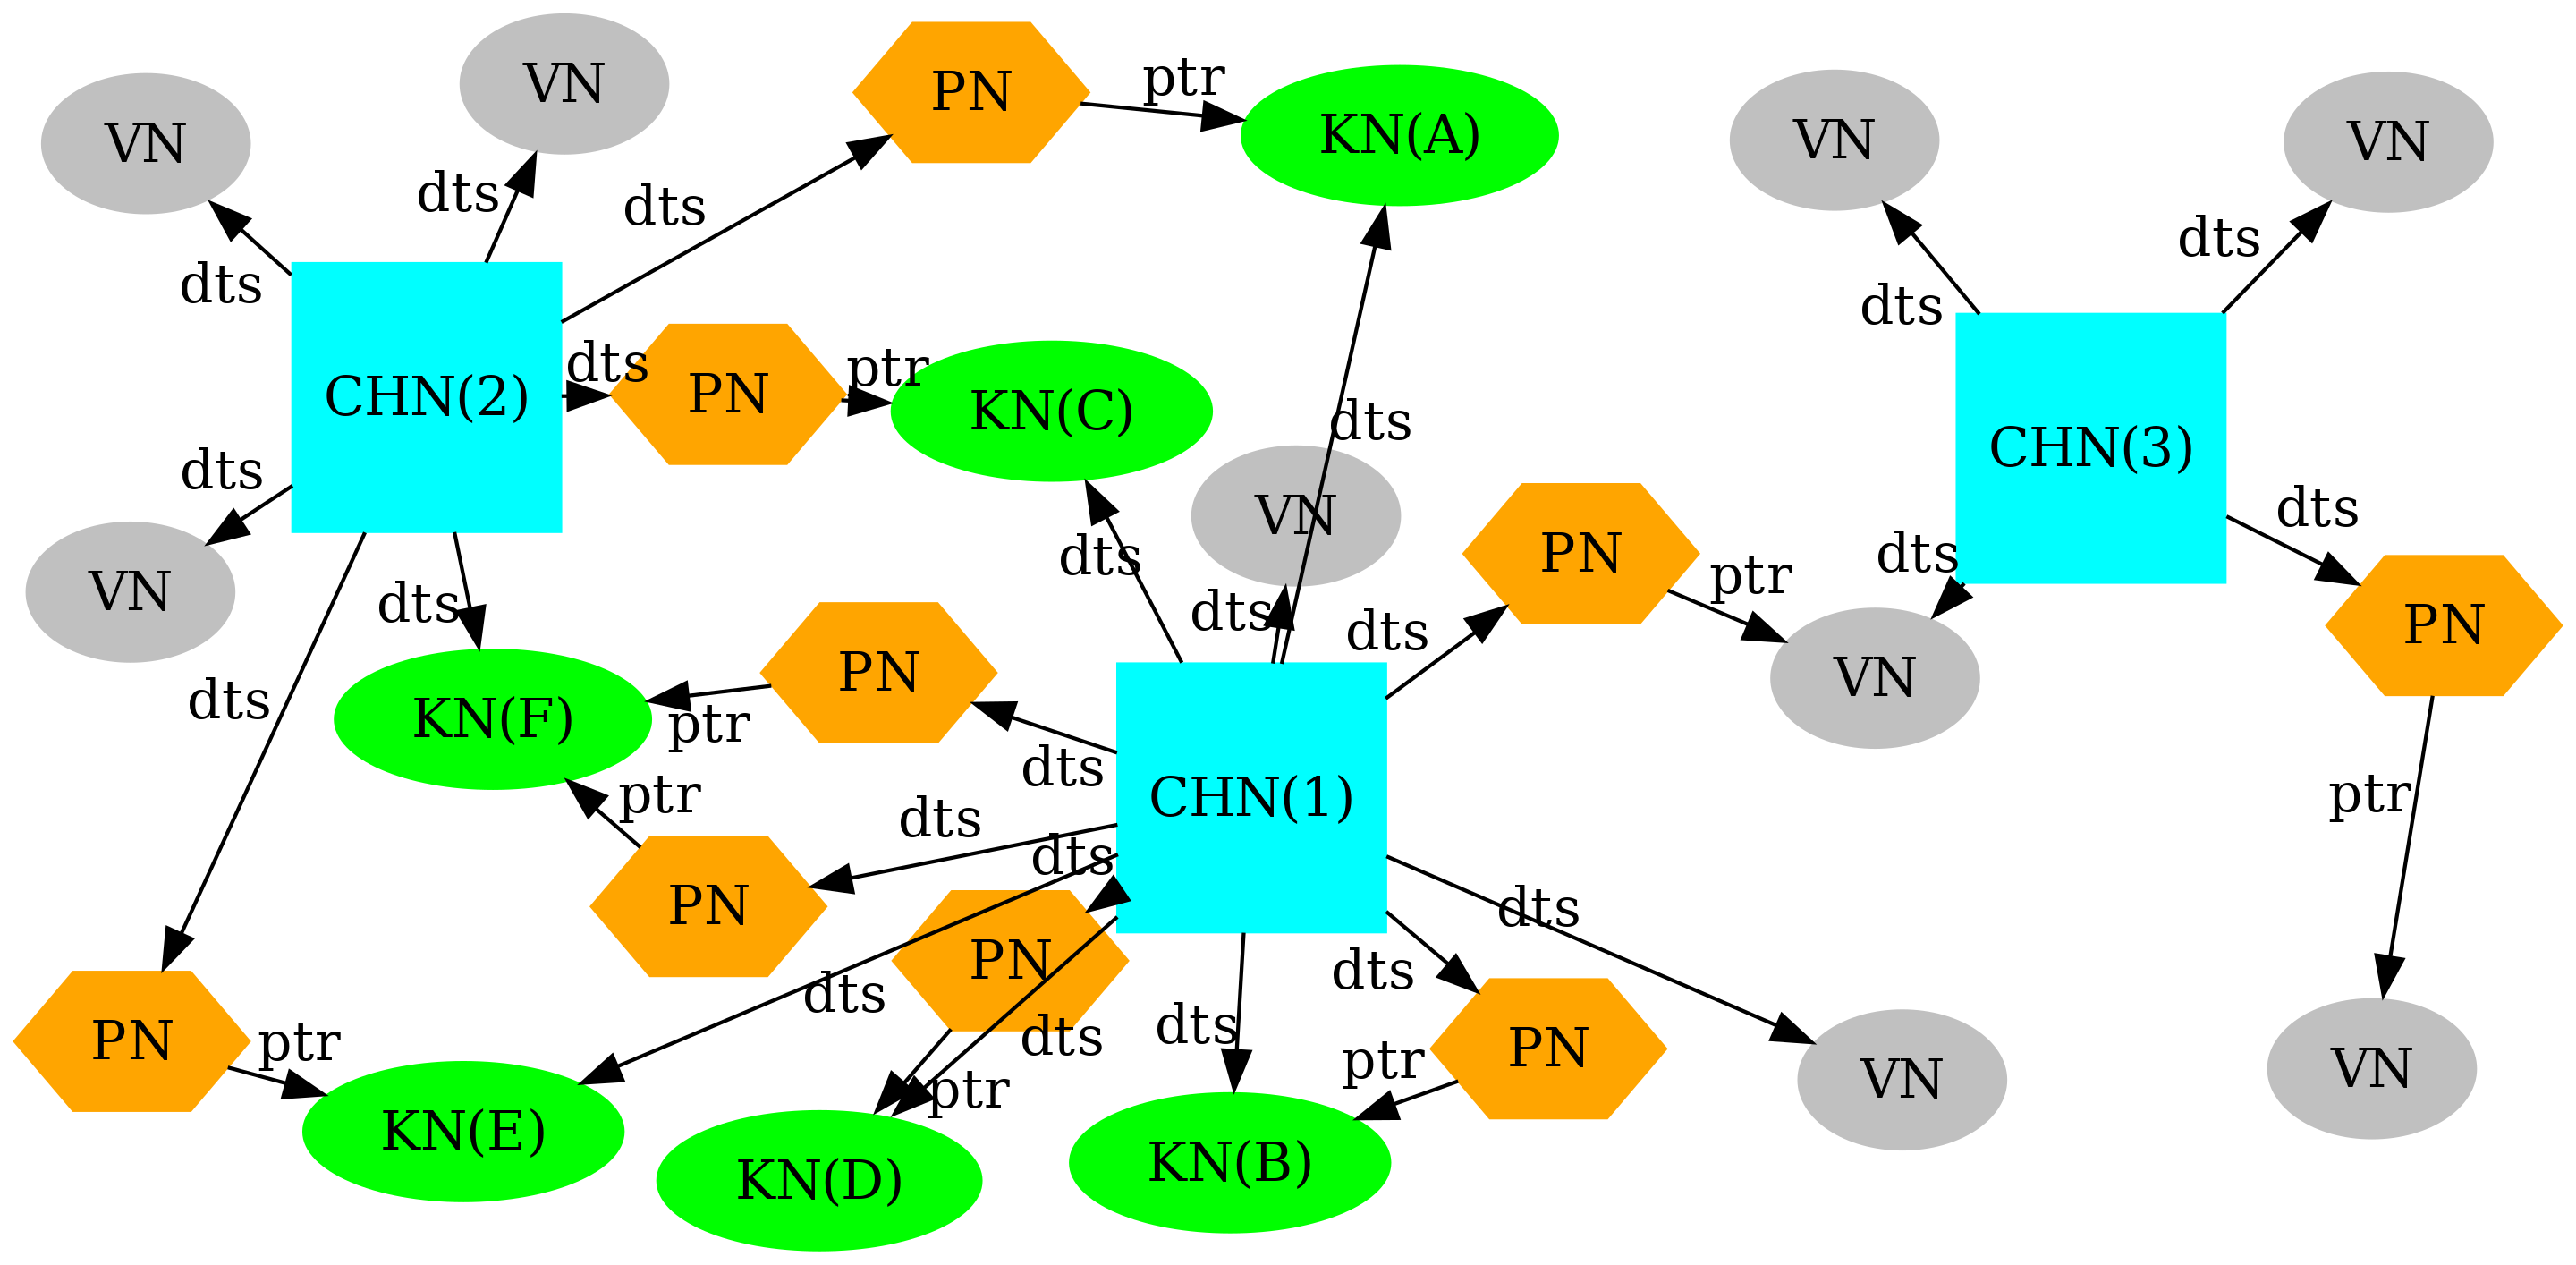 VN
VN
PN
ptr
KN(A)
VN
VN
dts
dts
dts
dts
dts
dts
CHN(2)
dts
PN
ptr
KN(C)
dts
CHN(3)
dts
VN
dts
PN
dts
dts
VN
dts
dts
dts
PN
ptr
PN
dts
KN(F)
ptr
PN
dts
VN
ptr
dts
CHN(1)
ptr
dts
dts
PN
PN
dts
dts
dts
dts
dts
PN
ptr
PN
ptr
ptr
VN
VN
KN(E)
KN(D)
KN(B)